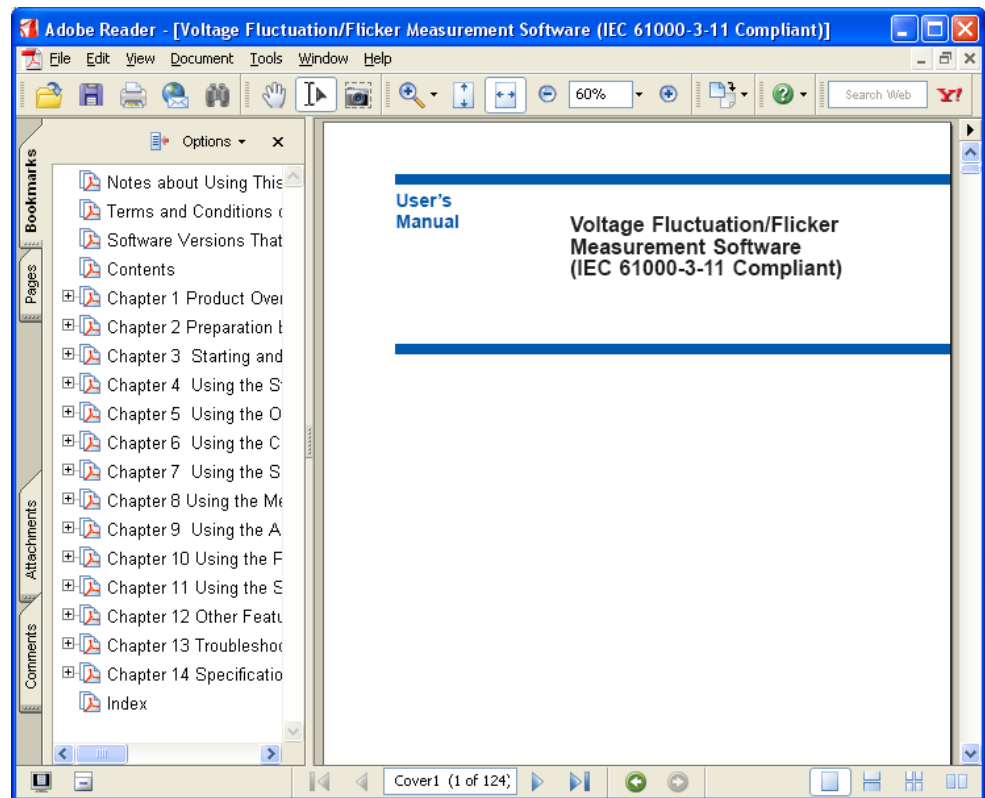 Adobe Reader - [Voltage Fluctuation/Flicker Measurement Software (IEC 61000-3-11 Compliant)]
File Edit View Document Tools Window Help
60%
Search Web
Y!
Options
Bookmarks
Pages
Attachments
Comments
Notes about Using This
Terms and Conditions
Software Versions That
Contents
Chapter 1 Product Over
Chapter 2 Preparation
Chapter 3 Starting and
Chapter 4 Using the S
Chapter 5 Using the O
Chapter 6 Using the C
Chapter 7 Using the S
Chapter 8 Using the Me
Chapter 9 Using the A
Chapter 10 Using the F
Chapter 11 Using the S
Chapter 12 Other Featu
Chapter 13 Troubleshoo
Chapter 14 Specificatio
Index
User's
Manual
Voltage Fluctuation/Flicker
Measurement Software
(IEC 61000-3-11 Compliant)
Cover1 (1 of 124)